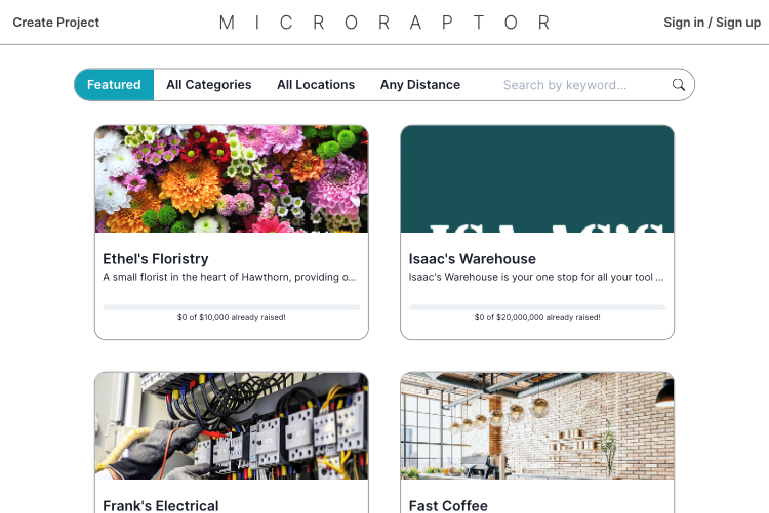 Create Project
MICRORAPTOR
Sign in / Sign up
Featured
All Categories
All Locations
Any Distance
Search by keyword...
ISAAC'S
Ethel's Floristry
A small florist in the heart of Hawthorn, providing o...
$0 of $10,000 already raised!
Isaac's Warehouse
Isaac's Warehouse is your one stop for all your tool ...
$0 of $20,000,000 already raised!
Frank's Electrical
Fast Coffee